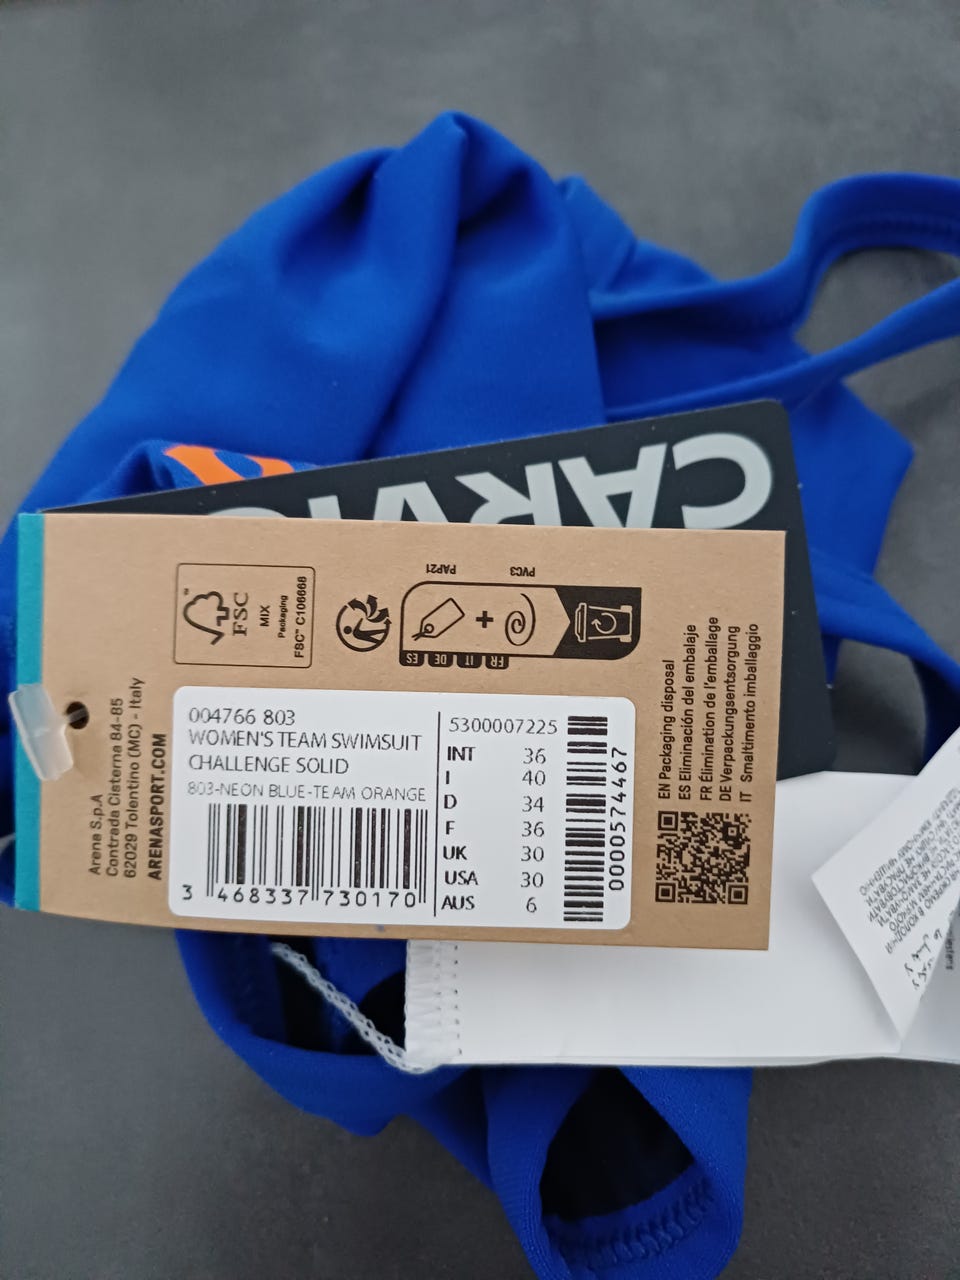 CARV
FSC
MIX
Packaging
FSC™ C106668
PAP21
PVC3
+
FR IT DE ES
Arena S.p.A
Contrada Cisterna 84-85
62029 Tolentino (MC) - Italy
ARENASPORT.COM
004766 803
WOMEN'S TEAM SWIMSUIT
CHALLENGE SOLID
803-NEON BLUE-TEAM ORANGE
3 468337 730170
5300007225
INT 36
I 40
D 34
F 36
UK 30
USA 30
AUS 6
0000574467
EN Packaging disposal
ES Eliminación del embalaje
FR Élimination de l'emballage
DE Verpackungsentsorgung
IT Smaltimento imballaggio